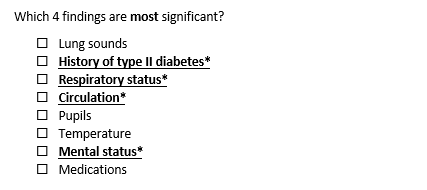 Which 4 findings are most significant?
☐ Lung sounds
☐ History of type II diabetes*
☐ Respiratory status*
☐ Circulation*
☐ Pupils
☐ Temperature
☐ Mental status*
☐ Medications